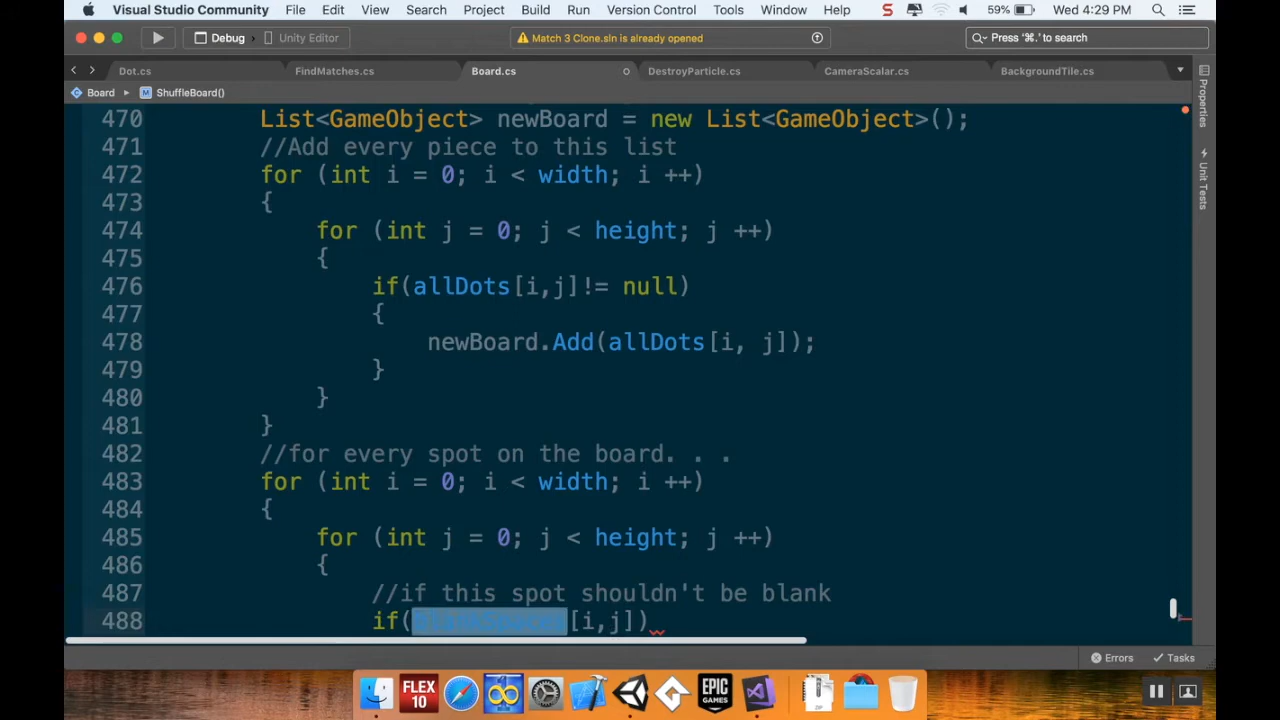 Visual Studio Community File Edit View Search Project Build Run Version Control Tools Window Help S 59% Wed 4:29 PM
Debug Unity Editor Match 3 Clone.sln is already opened Press '⌘.' to search
Dot.cs FindMatches.cs Board.cs DestroyParticle.cs CameraScalar.cs BackgroundTile.cs
Board ShuffleBoard()
Properties
Unit Tests
470 List<GameObject> newBoard = new List<GameObject>();
471 //Add every piece to this list
472 for (int i = 0; i < width; i ++)
473 {
474 for (int j = 0; j < height; j ++)
475 {
476 if(allDots[i,j]!= null)
477 {
478 newBoard.Add(allDots[i, j]);
479 }
480 }
481 }
482 //for every spot on the board. . .
483 for (int i = 0; i < width; i ++)
484 {
485 for (int j = 0; j < height; j ++)
486 {
487 //if this spot shouldn't be blank
488 if(blankSpaces[i,j])
Errors Tasks
FLEX
10
EPIC
GAMES
ZIP